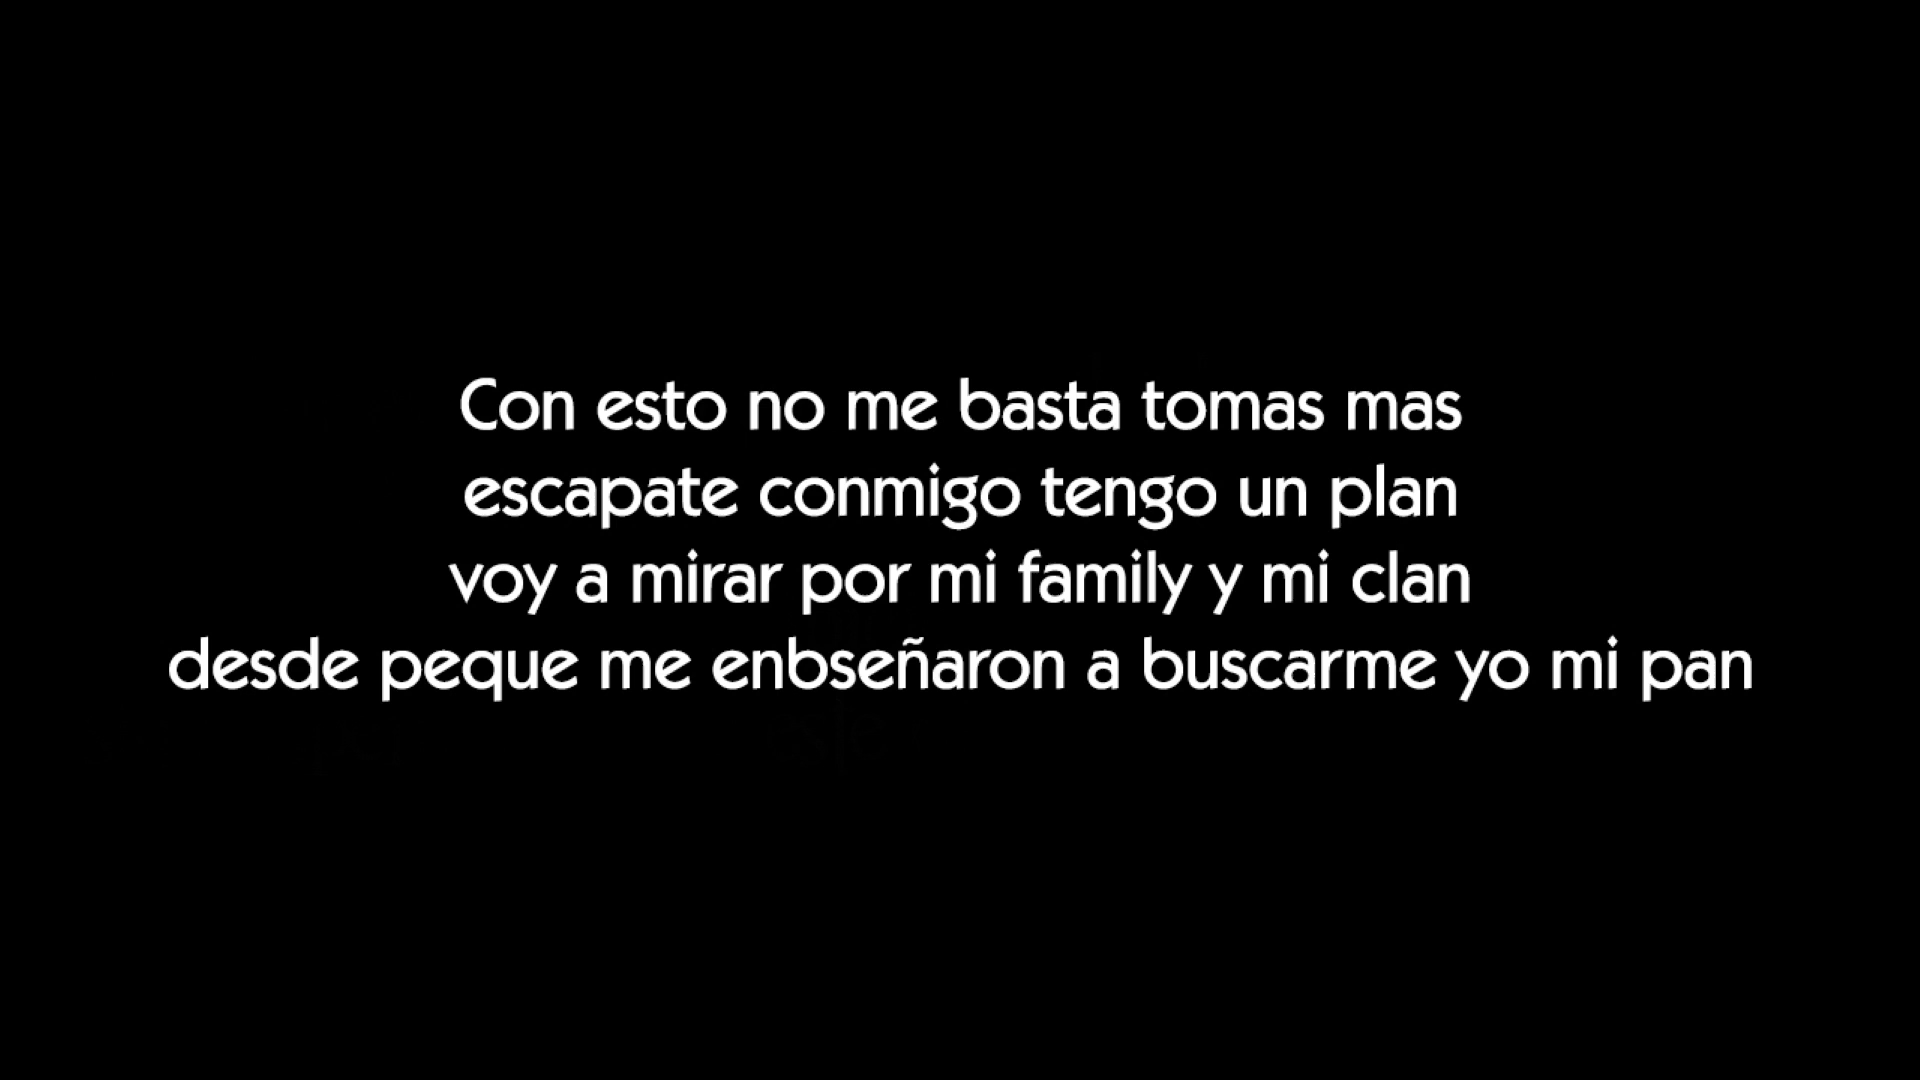 Con esto no me basta tomas mas
escapate conmigo tengo un plan
voy a mirar por mi family y mi clan
desde peque me enbseñaron a buscarme yo mi pan